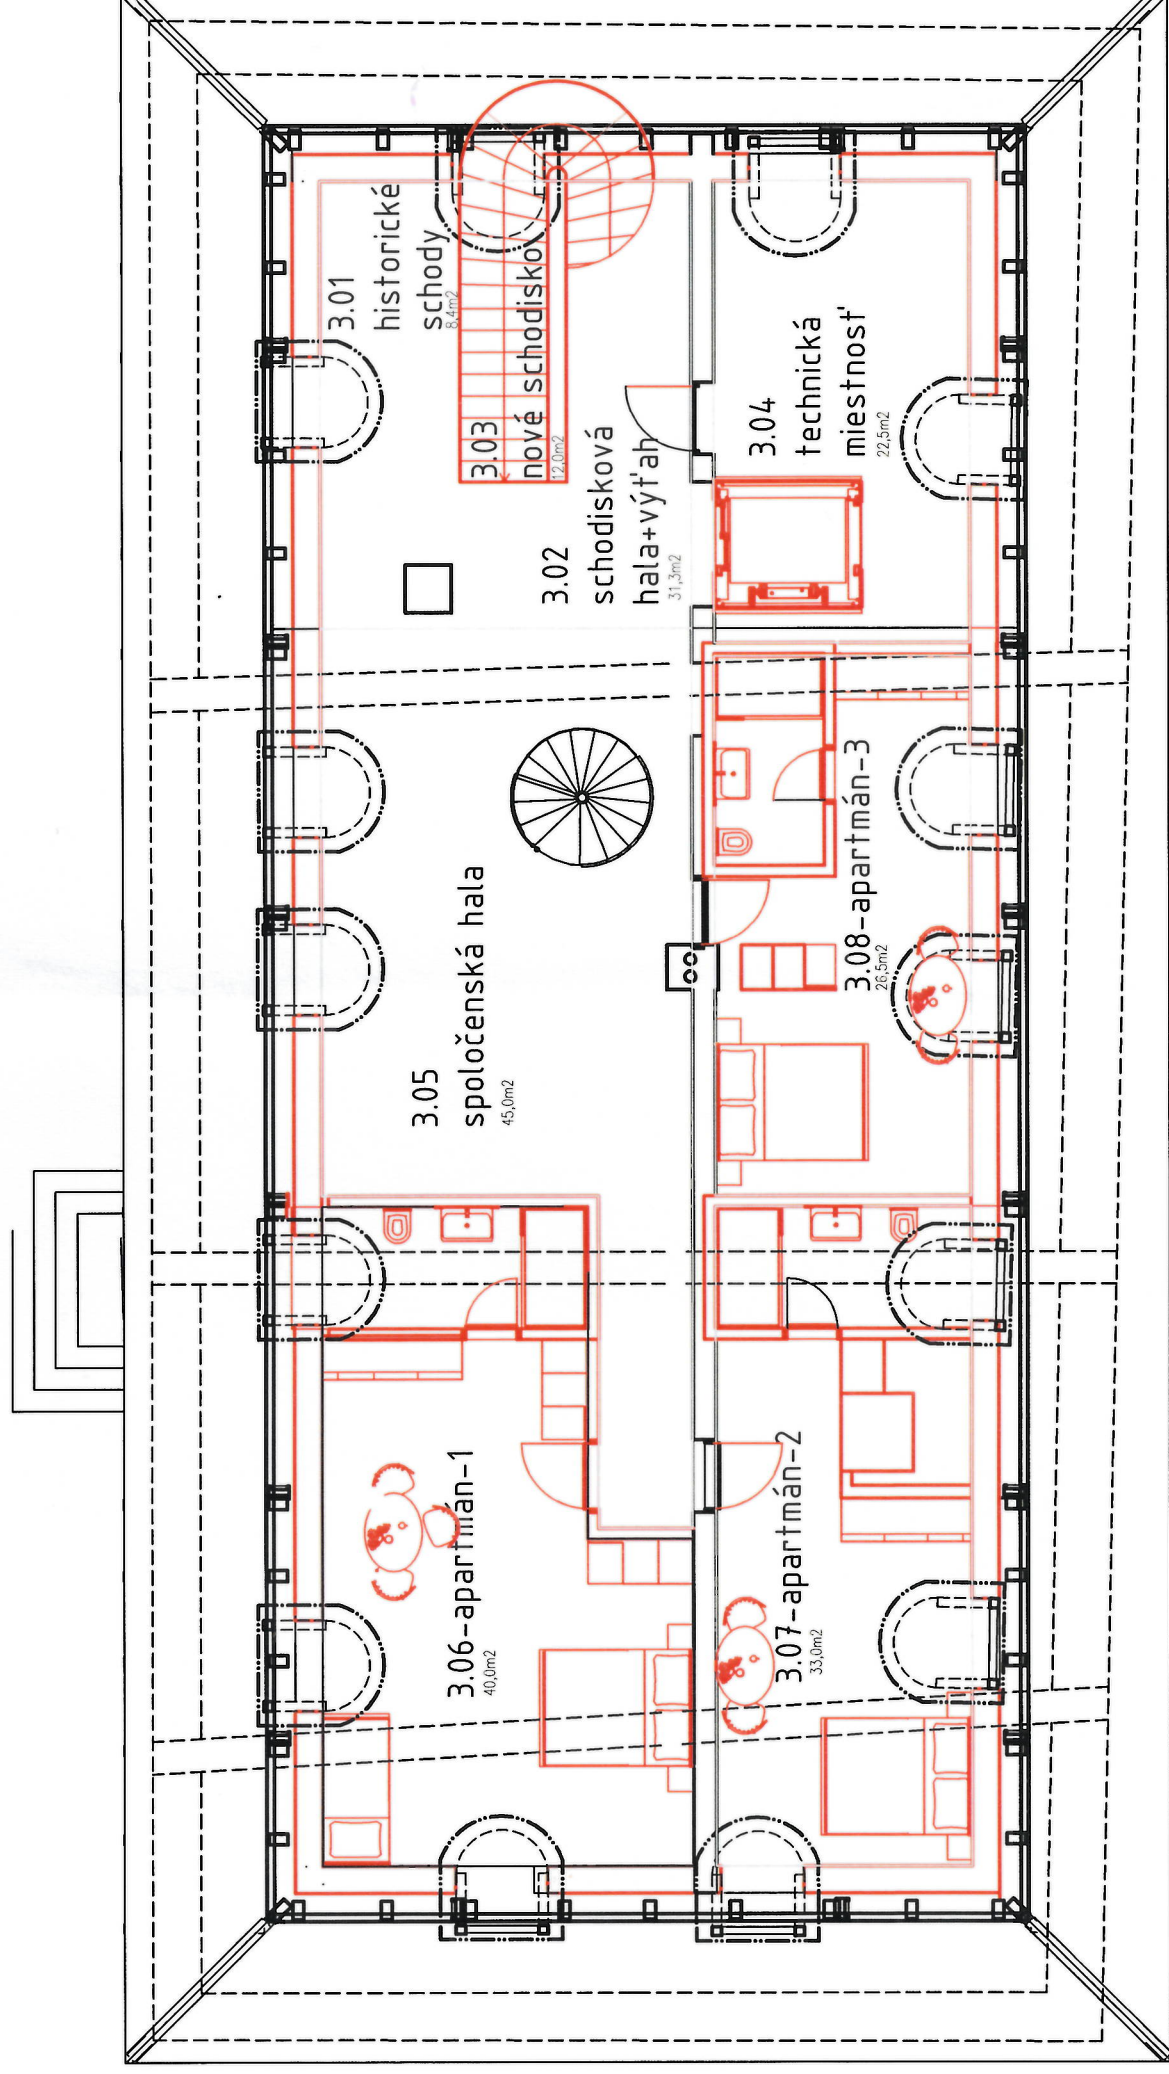 3.01
historické
schody
8,4m2
3.03
nové schodisko
12,0m2
3.02
schodisková
hala+výťah
31,3m2
3.04
technická
miestnosť
22,5m2
3.05
spoločenská hala
45,0m2
3.08-apartmán-3
26,5m2
3.06-apartmán-1
40,0m2
3.07-apartmán-2
33,0m2